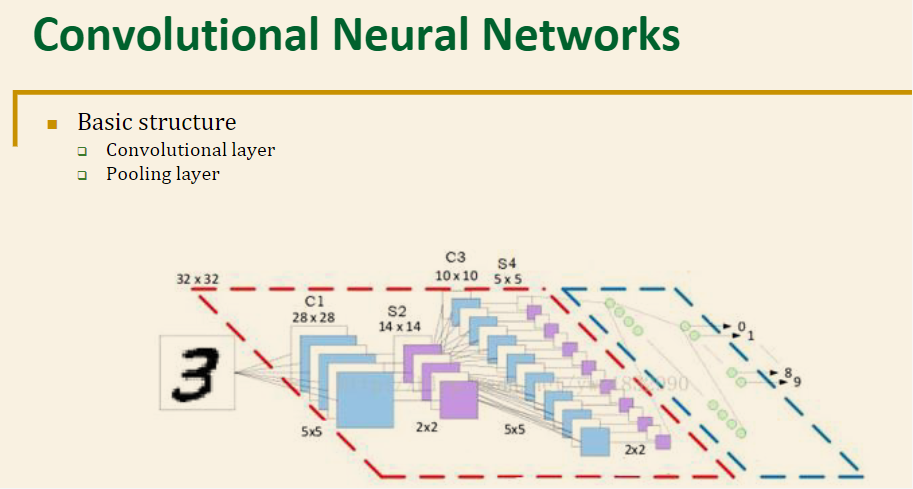 Convolutional Neural Networks
Basic structure
Convolutional layer
Pooling layer
32 x 32
C1
28 x 28
S2
14 x 14
C3
10 x 10
S4
5 x 5
3
0
1
8
9
5x5
2x2
5x5
2x2